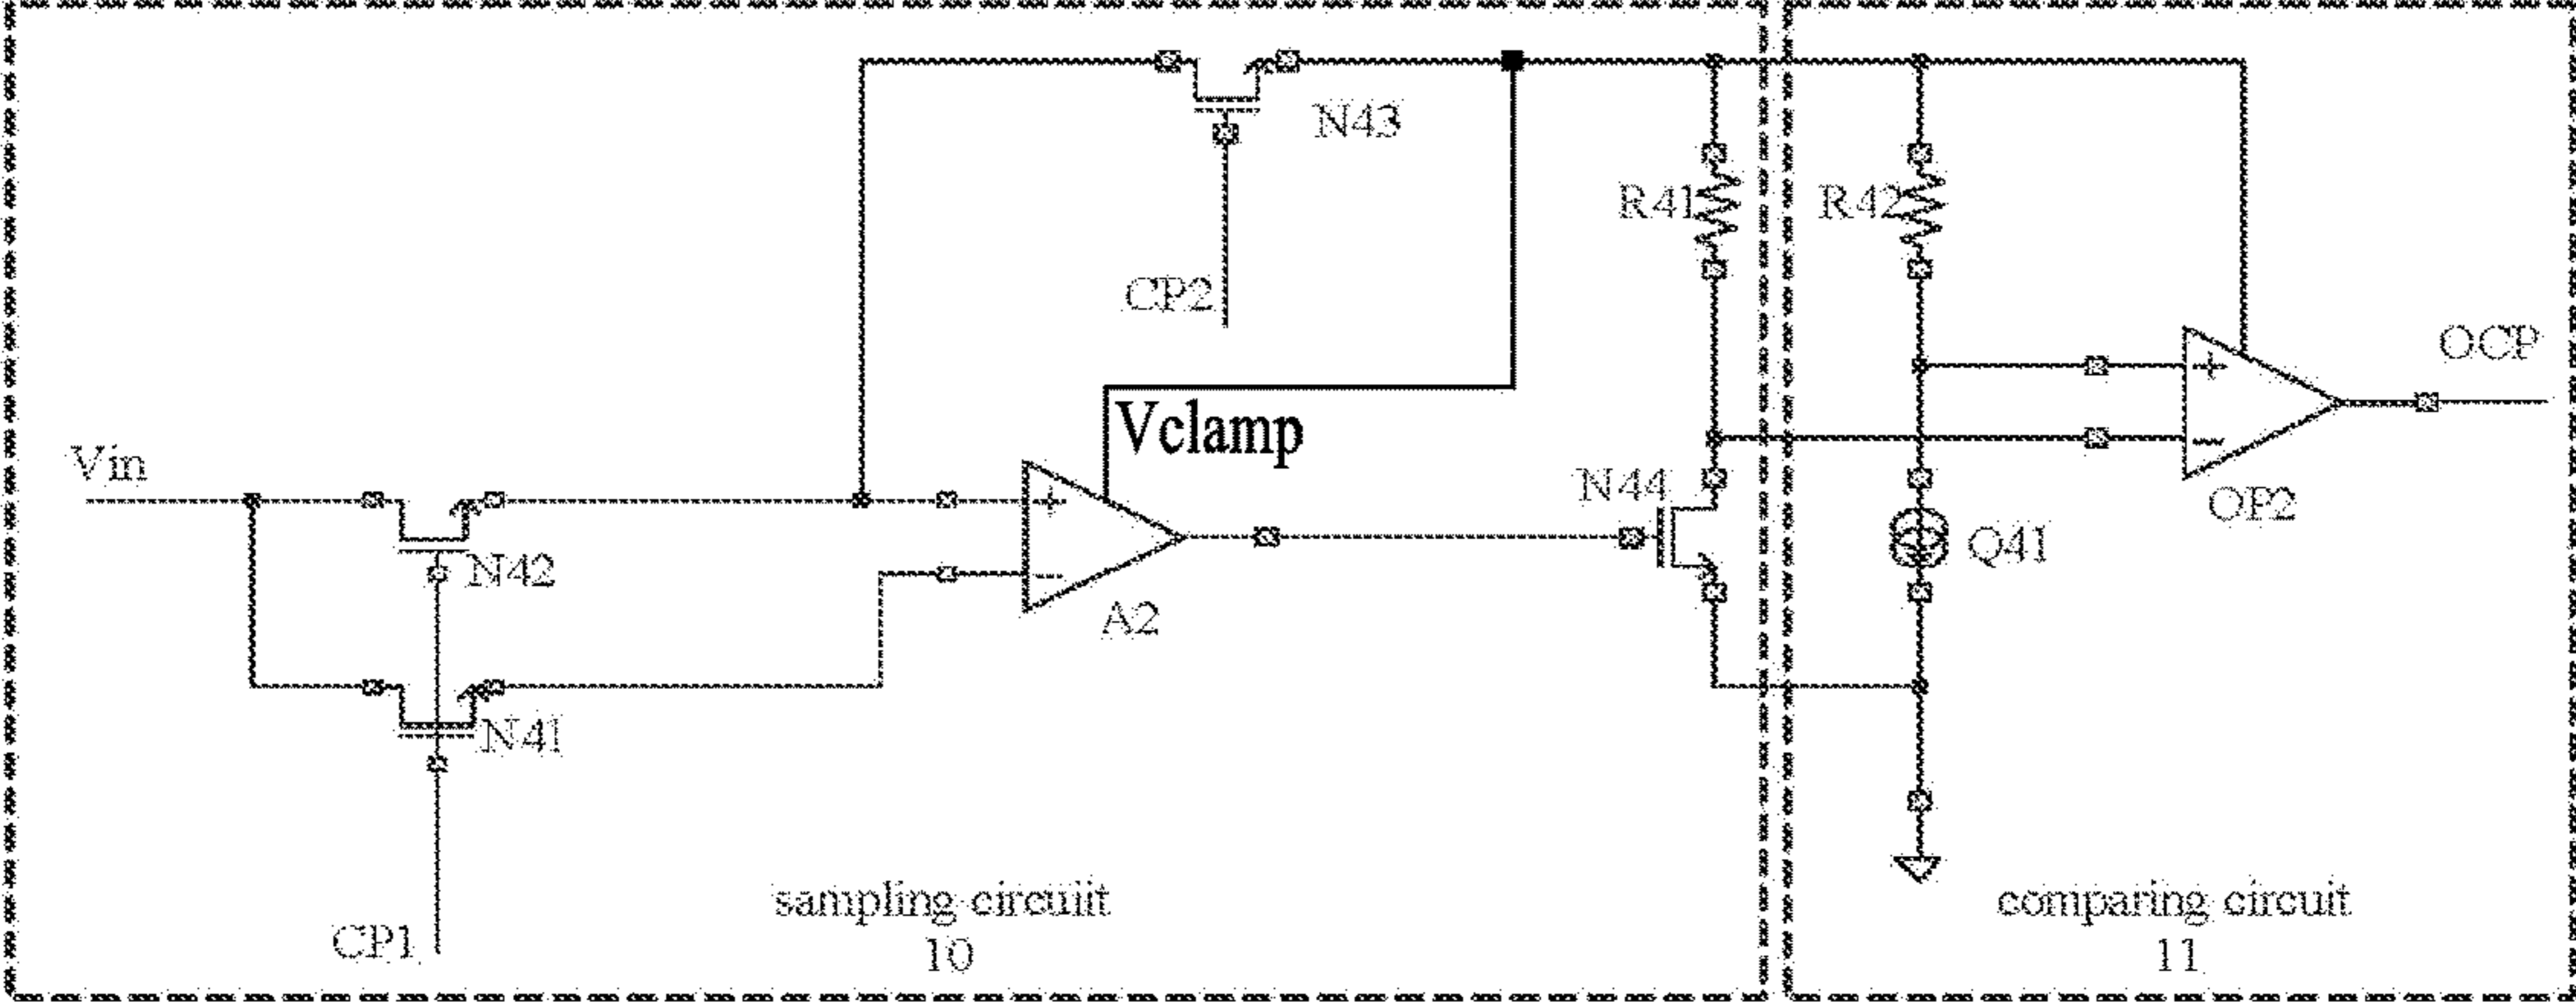 N43
R41
R42
CP2
OCP
Vclamp
Vin
+
+
N44
OP2
N42
Q41
A2
N41
sampling circuiit
10
comparing circuit
11
CP1